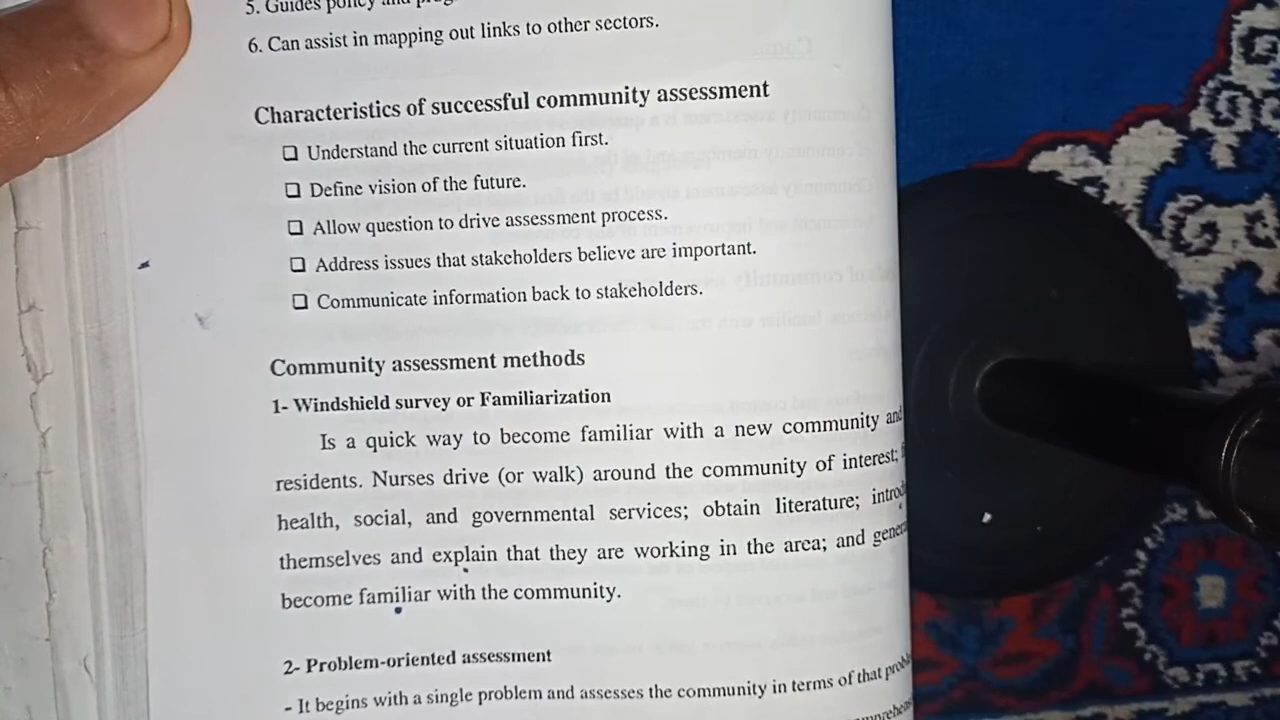 5. Guides policy and
6. Can assist in mapping out links to other sectors.
Characteristics of successful community assessment
❑ Understand the current situation first.
❑ Define vision of the future.
❑ Allow question to drive assessment process.
❑ Address issues that stakeholders believe are important.
❑ Communicate information back to stakeholders.
Community assessment methods
1- Windshield survey or Familiarization
Is a quick way to become familiar with a new community and
residents. Nurses drive (or walk) around the community of interest;
health, social, and governmental services; obtain literature;
themselves and explain that they are working in the area; and
become familiar with the community.
2- Problem-oriented assessment
- It begins with a single problem and assesses the community in terms of that